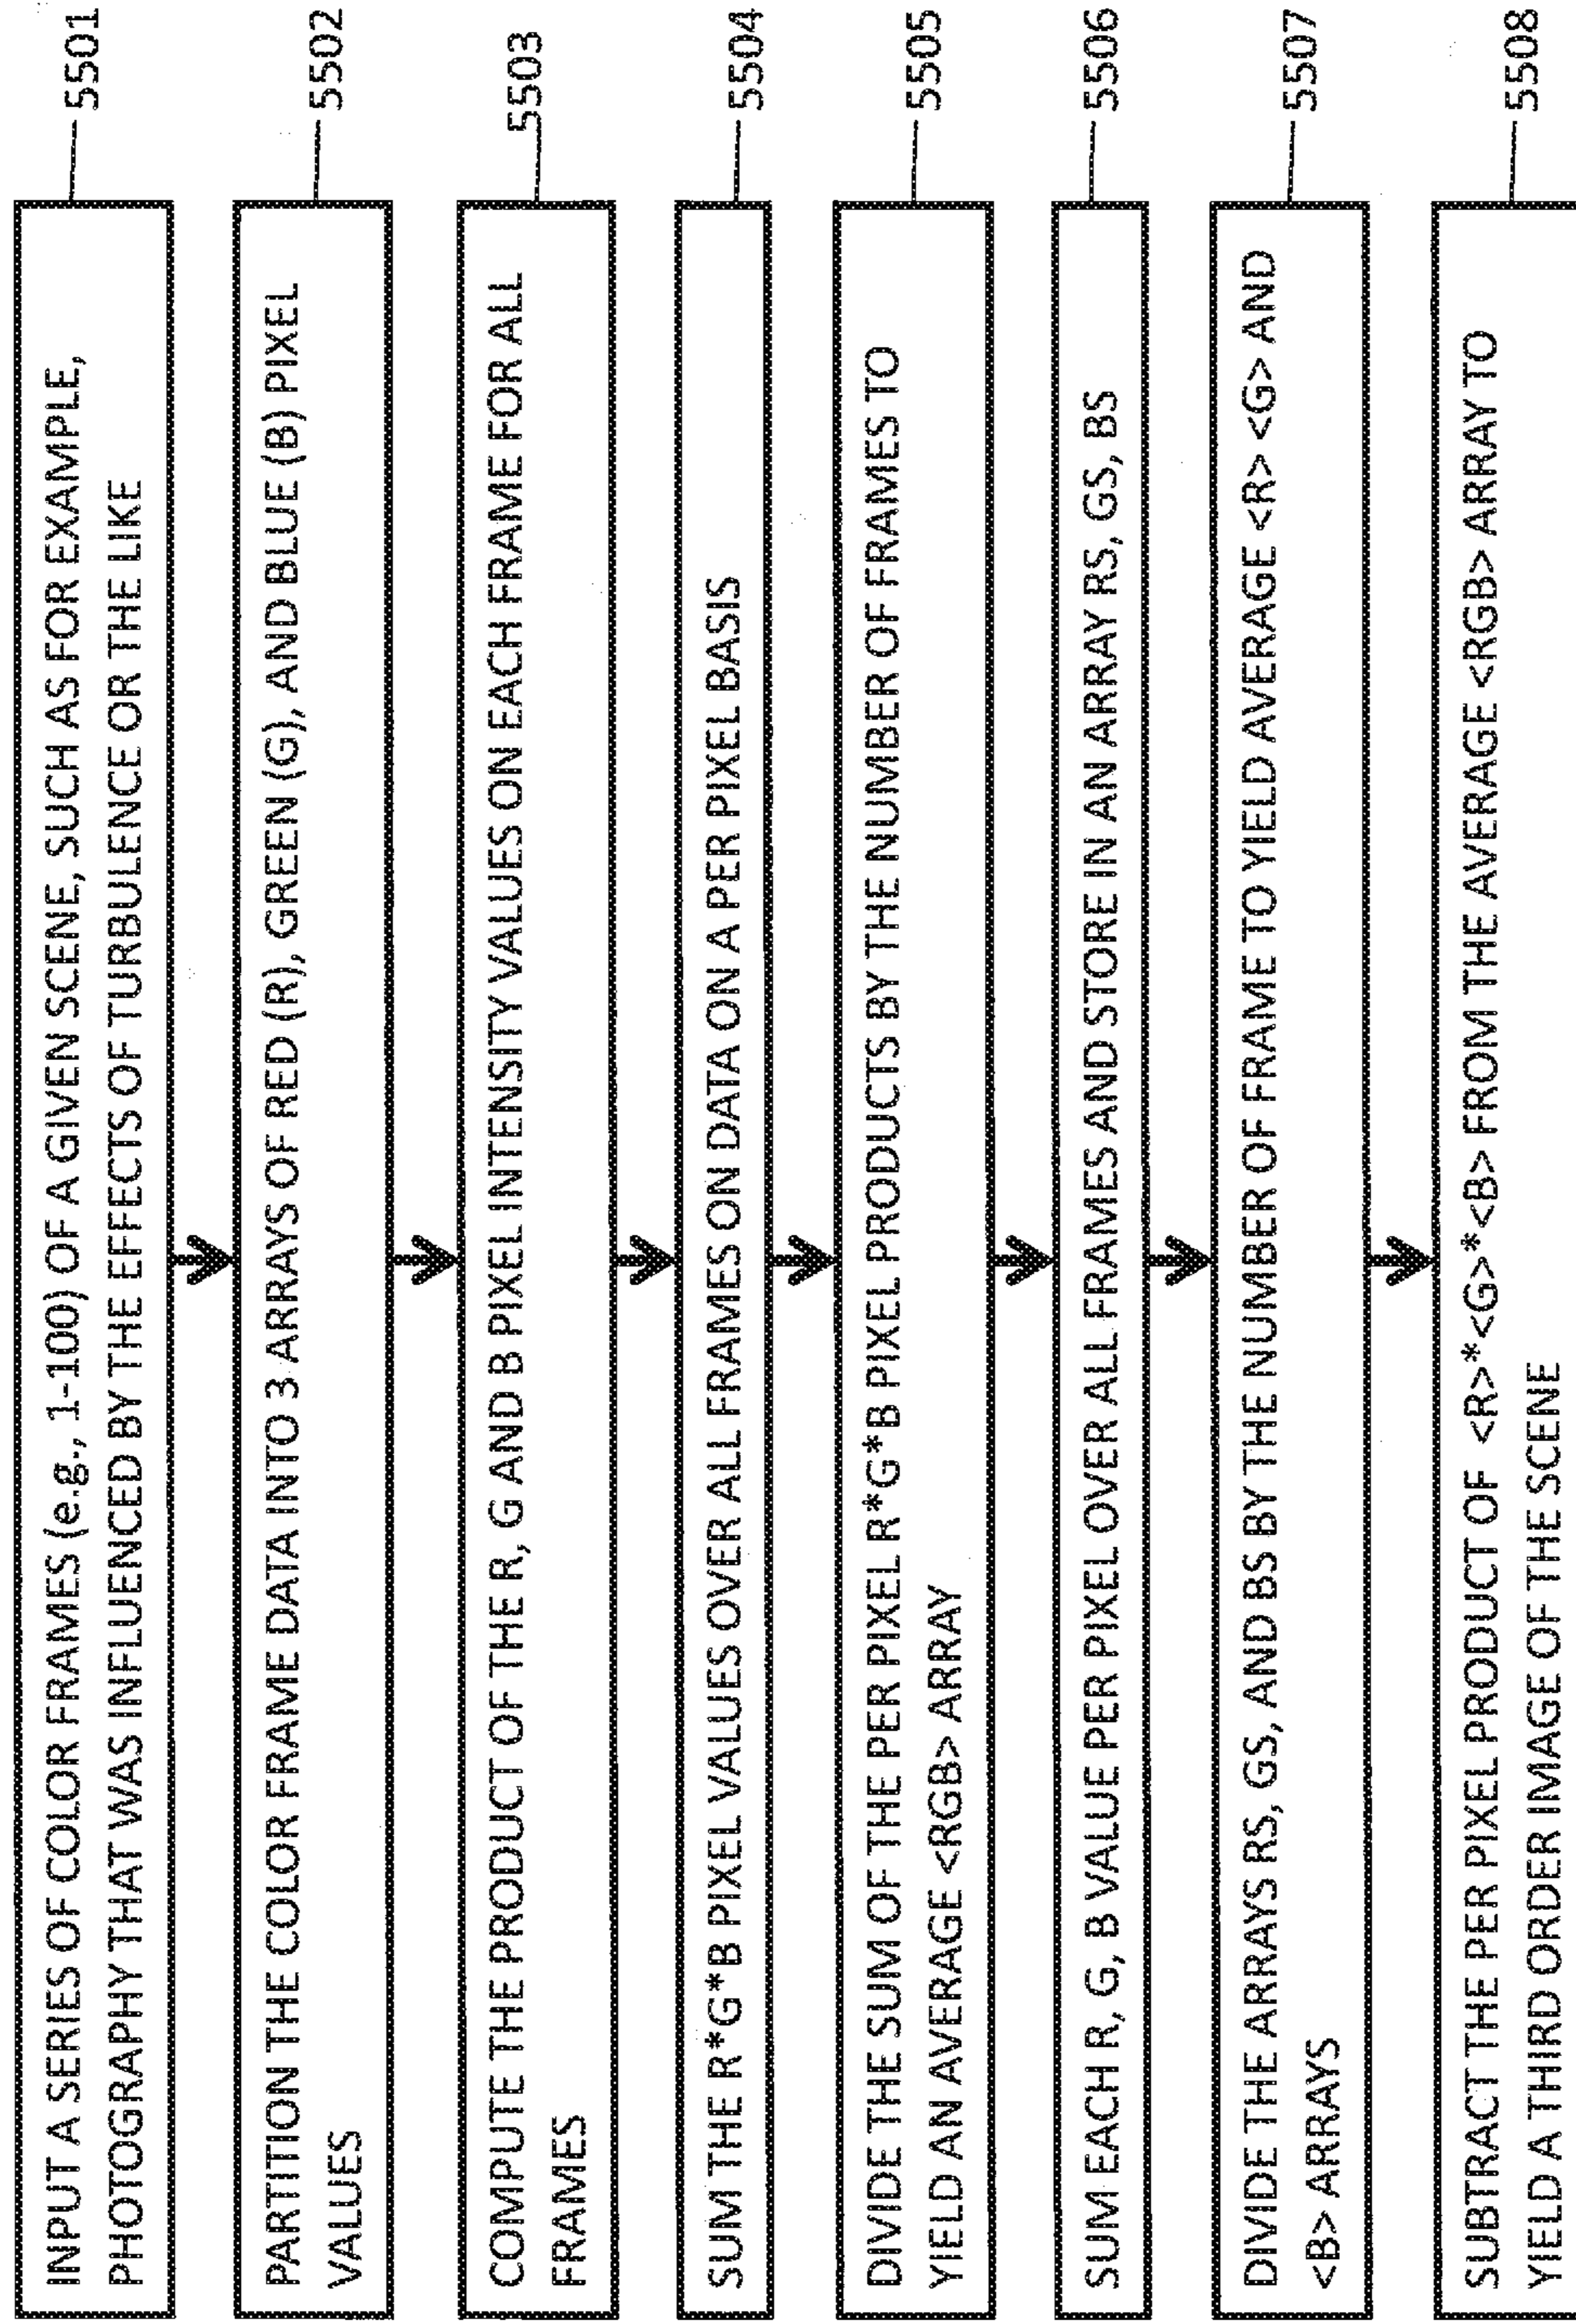 INPUT A SERIES OF COLOR FRAMES (e.g., 1-100) OF A GIVEN SCENE, SUCH AS FOR EXAMPLE,
PHOTOGRAPHY THAT WAS INFLUENCED BY THE EFFECTS OF TURBULENCE OR THE LIKE
5501
PARTITION THE COLOR FRAME DATA INTO 3 ARRAYS OF RED (R), GREEN (G), AND BLUE (B) PIXEL
VALUES
5502
COMPUTE THE PRODUCT OF THE R, G AND B PIXEL INTENSITY VALUES ON EACH FRAME FOR ALL
FRAMES
5503
SUM THE R*G*B PIXEL VALUES OVER ALL FRAMES ON DATA ON A PER PIXEL BASIS
5504
DIVIDE THE SUM OF THE PER PIXEL R*G*B PIXEL PRODUCTS BY THE NUMBER OF FRAMES TO
YIELD AN AVERAGE <RGB> ARRAY
5505
SUM EACH R, G, B VALUE PER PIXEL OVER ALL FRAMES AND STORE IN AN ARRAY RS, GS, BS
5506
DIVIDE THE ARRAYS RS, GS, AND BS BY THE NUMBER OF FRAME TO YIELD AVERAGE <R> <G> AND
<B> ARRAYS
5507
SUBTRACT THE PER PIXEL PRODUCT OF <R>*<G>*<B> FROM THE AVERAGE <RGB> ARRAY TO
YIELD A THIRD ORDER IMAGE OF THE SCENE
5508